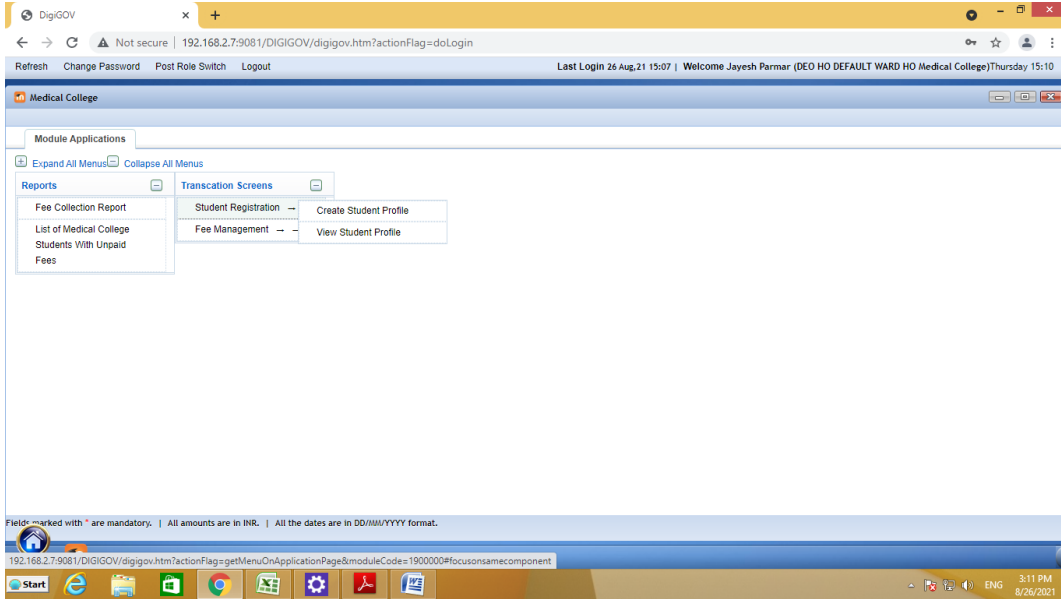 DigiGOV
Not secure | 192.168.2.7:9081/DIGIGOV/digigov.htm?actionFlag=doLogin
Refresh Change Password Post Role Switch Logout Last Login 26 Aug,21 15:07 | Welcome Jayesh Parmar (DEO HO DEFAULT WARD HO Medical College)Thursday 15:10
Medical College
Module Applications
Expand All Menus Collapse All Menus
Reports
Fee Collection Report
List of Medical College
Students With Unpaid
Fees
Transcation Screens
Student Registration →
Fee Management →
Create Student Profile
View Student Profile
Fields marked with * are mandatory. | All amounts are in INR. | All the dates are in DD/MM/YYYY format.
192.168.2.7:9081/DIGIGOV/digigov.htm?actionFlag=getMenuOnApplicationPage&moduleCode=1900000#focusonsamecomponent
Start
ENG
3:11 PM
8/26/2021